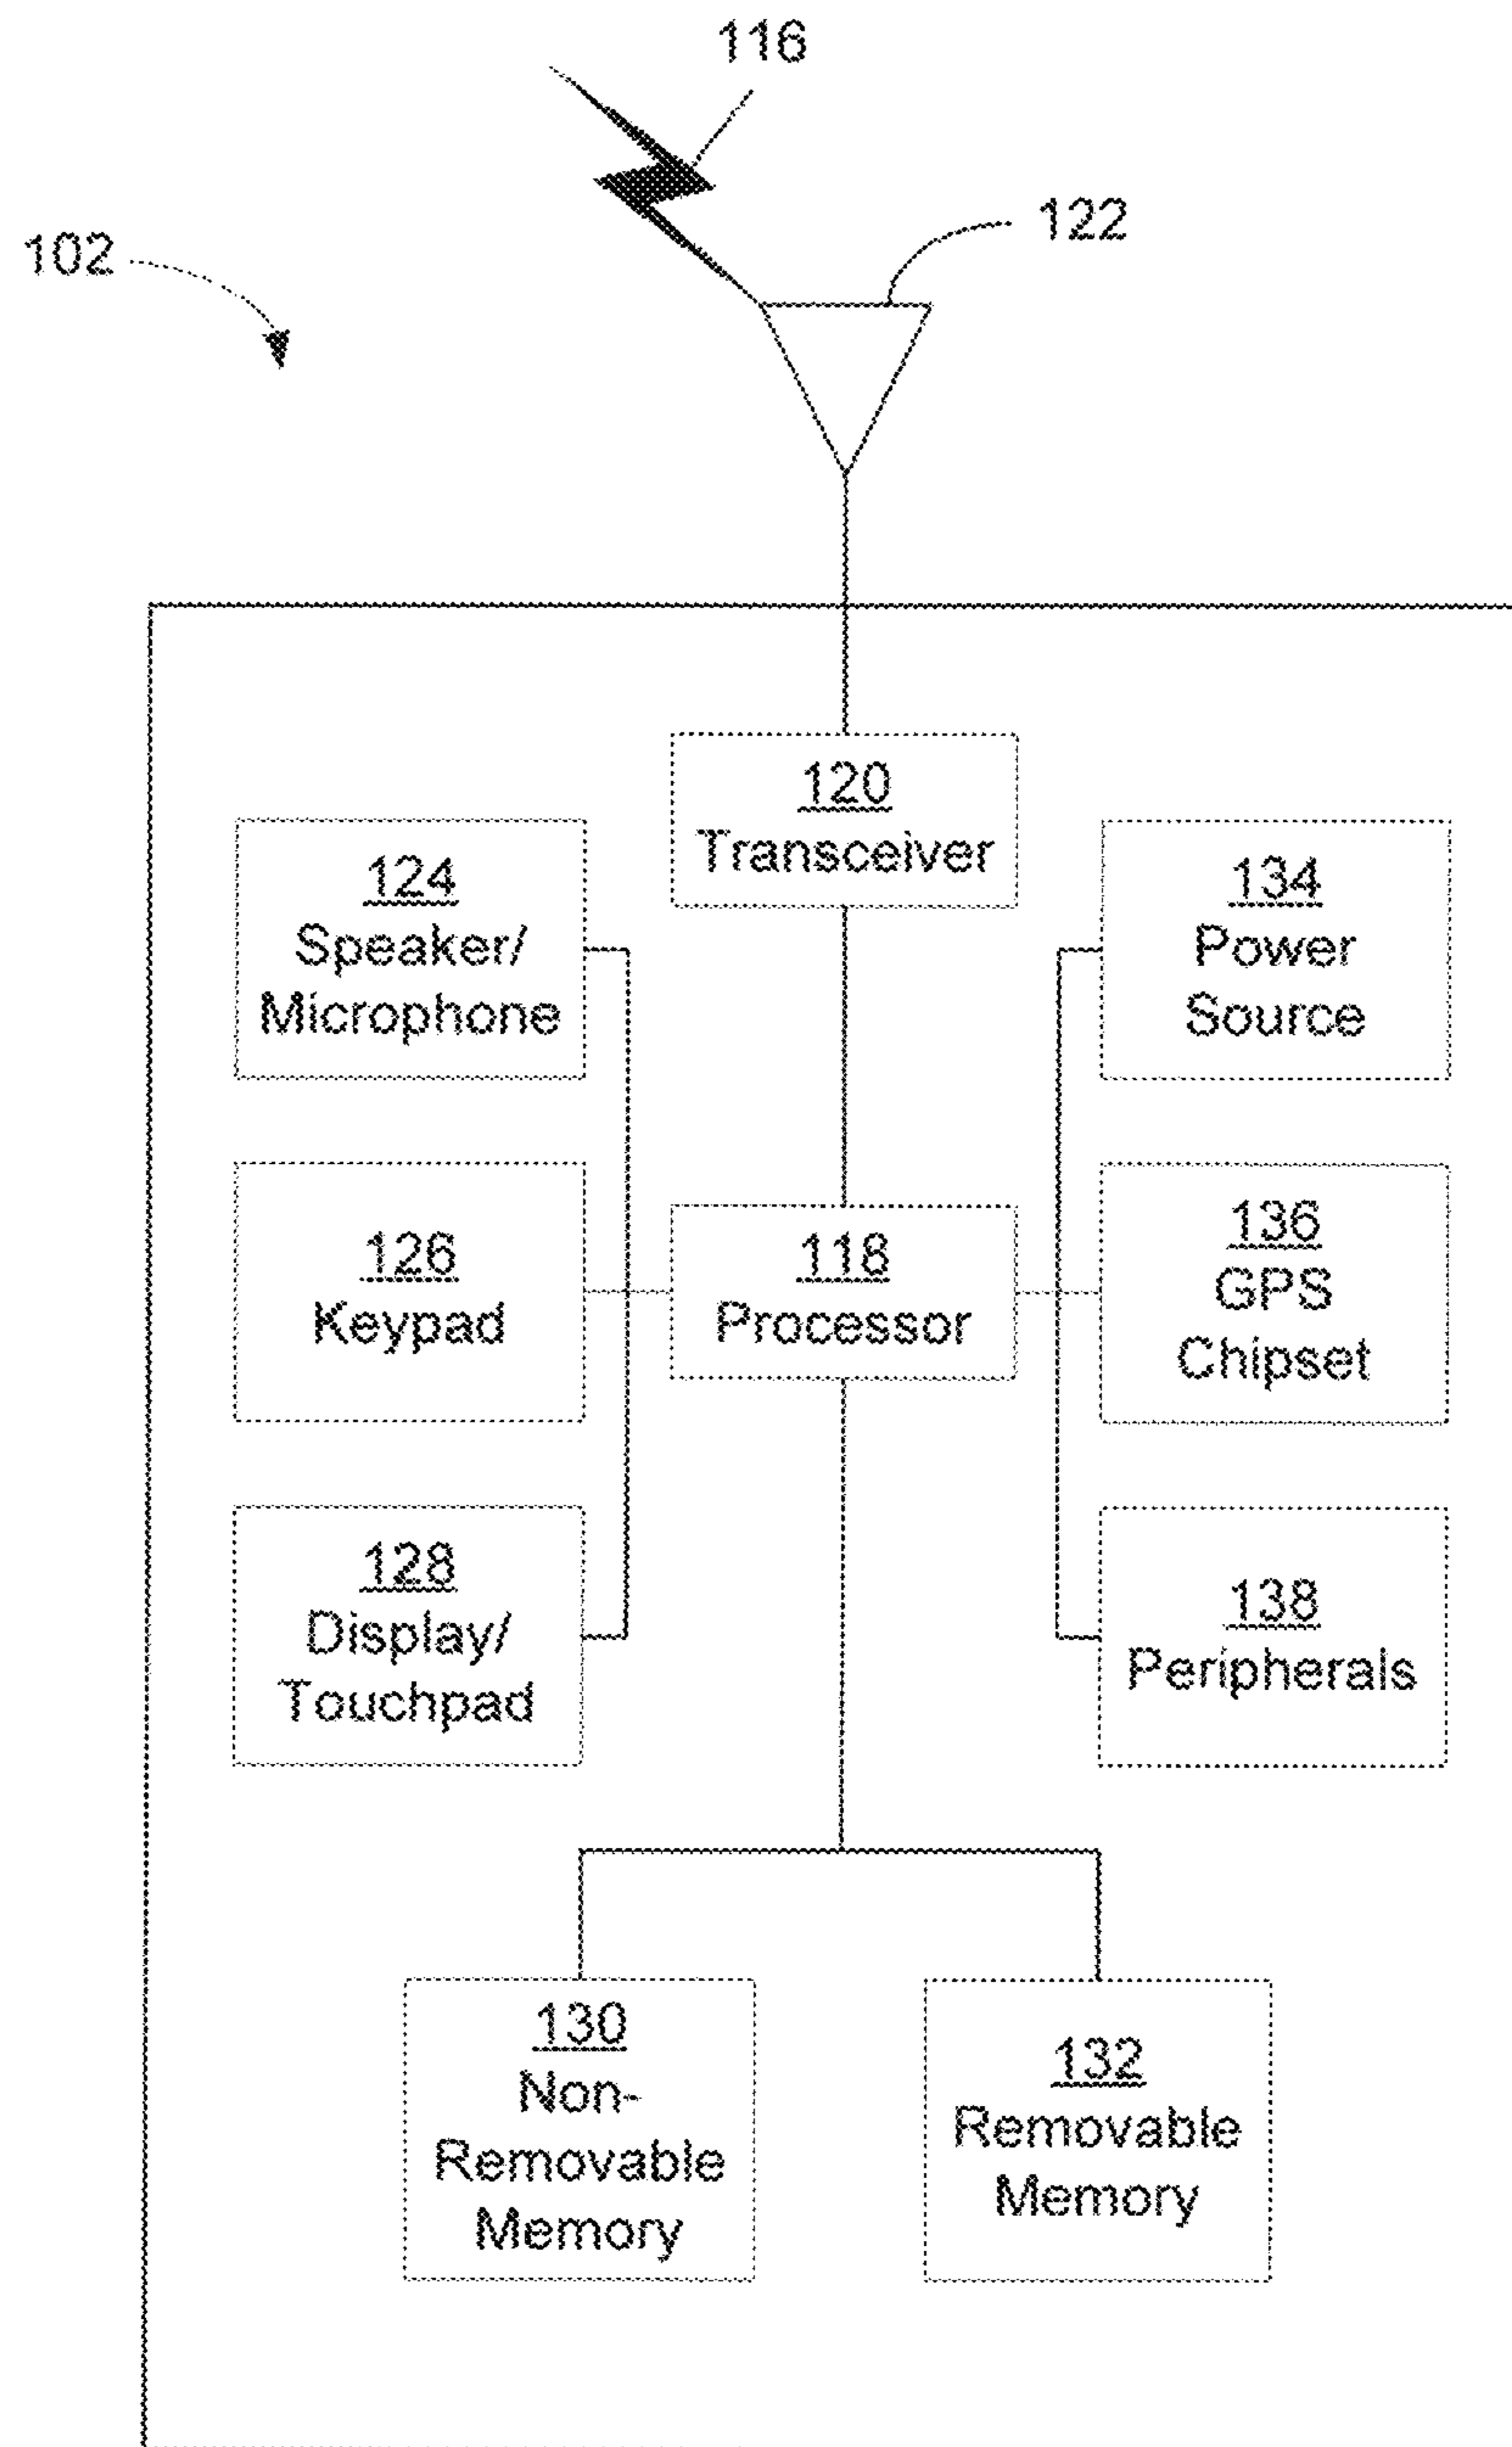 116
122
102
120
Transceiver
124
Speaker/
Microphone
134
Power
Source
126
Keypad
118
Processor
136
GPS
Chipset
128
Display/
Touchpad
138
Peripherals
130
Non-
Removable
Memory
132
Removable
Memory